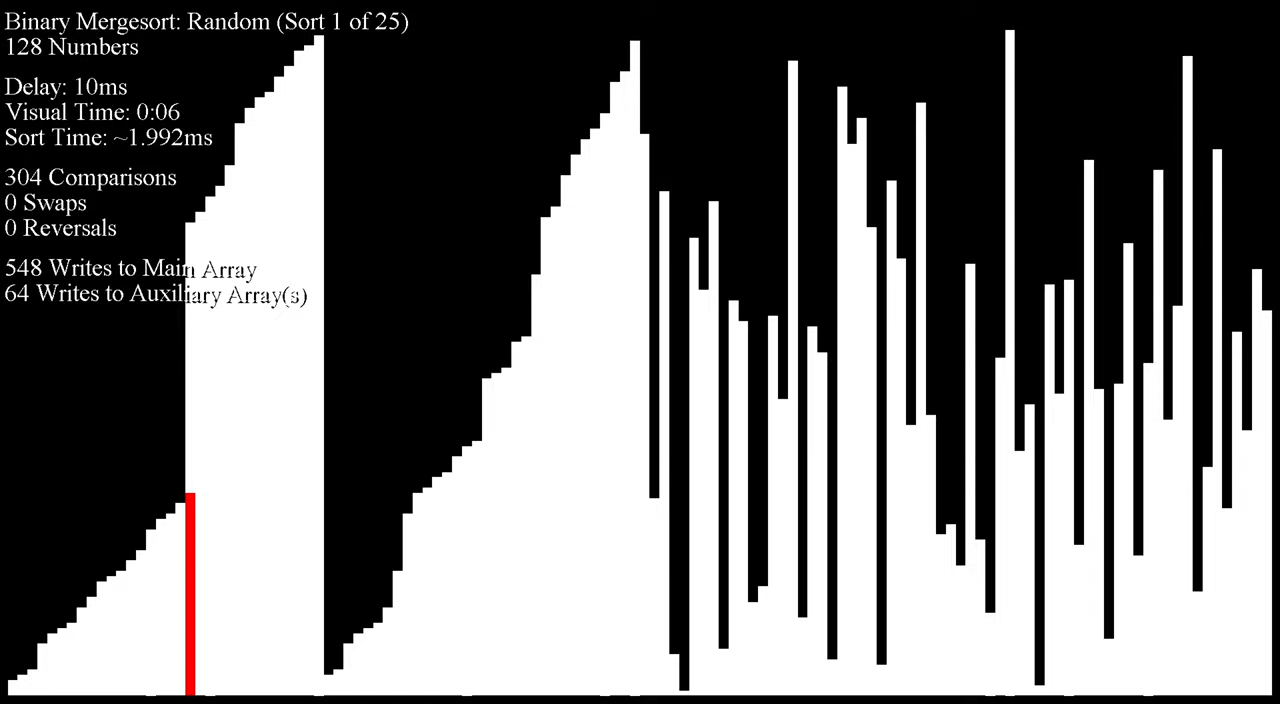 Binary Mergesort: Random (Sort 1 of 25)
128 Numbers
Delay: 10ms
Visual Time: 0:06
Sort Time: ~1.992ms
304 Comparisons
0 Swaps
0 Reversals
548 Writes to Main Array
64 Writes to Auxiliary Array(s)